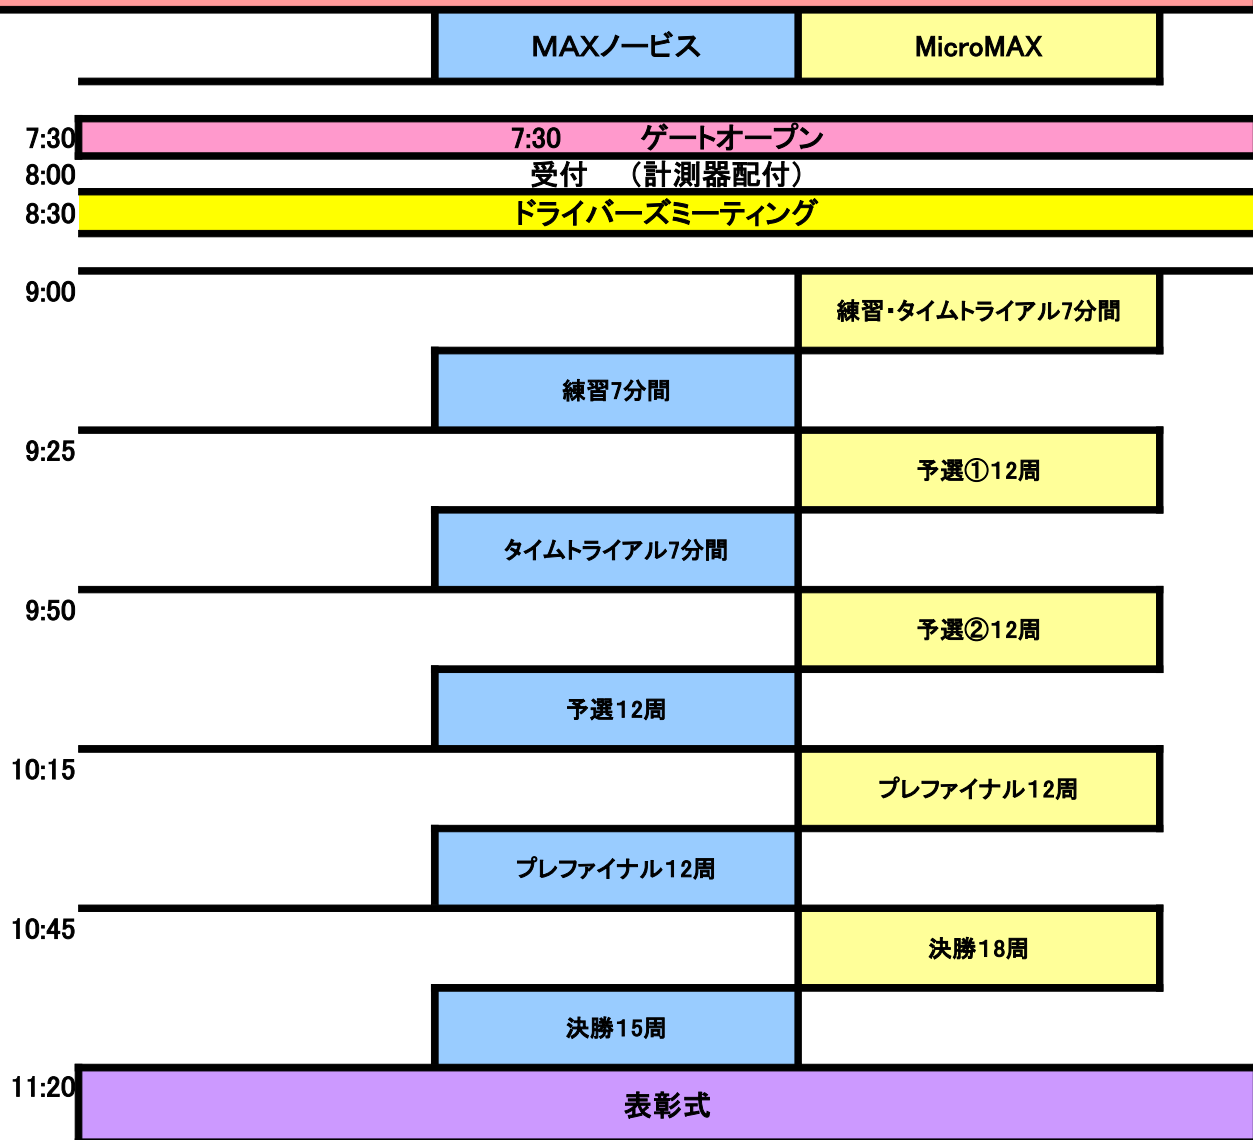 MAXノービス MicroMAX
7:30 7:30 ゲートオープン
8:00 受付 （計測器配付）
8:30 ドライバーズミーティング
9:00 練習・タイムトライアル7分間
練習7分間
9:25 予選①12周
タイムトライアル7分間
9:50 予選②12周
予選12周
10:15 プレファイナル12周
プレファイナル12周
10:45 決勝18周
決勝15周
11:20 表彰式